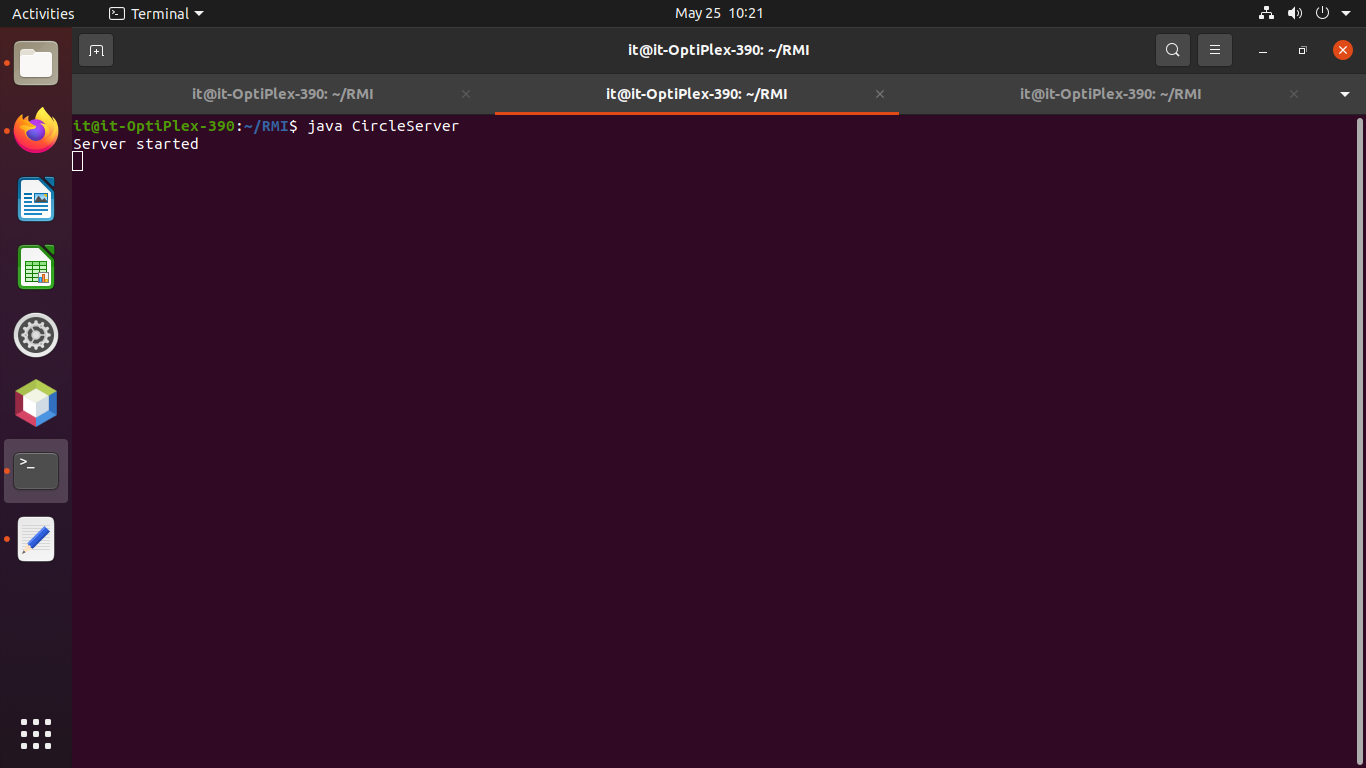 Activities Terminal May 25 10:21
it@it-OptiPlex-390: ~/RMI
it@it-OptiPlex-390: ~/RMI it@it-OptiPlex-390: ~/RMI it@it-OptiPlex-390: ~/RMI
it@it-OptiPlex-390:~/RMI$ java CircleServer
Server started